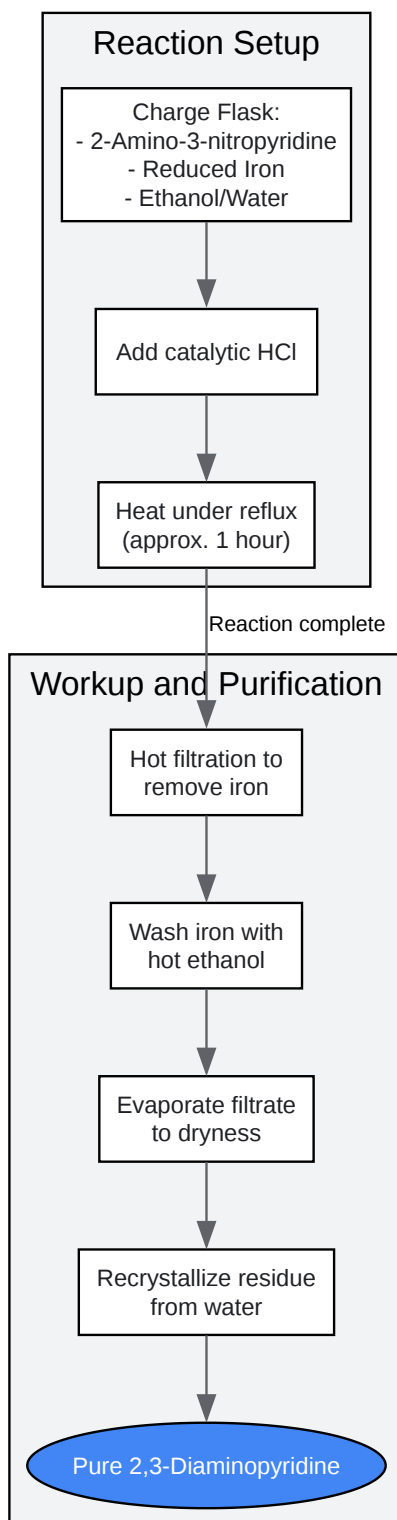 Reaction Setup
Charge Flask:
- 2-Amino-3-nitropyridine
- Reduced Iron
- Ethanol/Water
Add catalytic HCl
Heat under reflux
(approx. 1 hour)
Reaction complete
Workup and Purification
Hot filtration to
remove iron
Wash iron with
hot ethanol
Evaporate filtrate
to dryness
Recrystallize residue
from water
Pure 2,3-Diaminopyridine